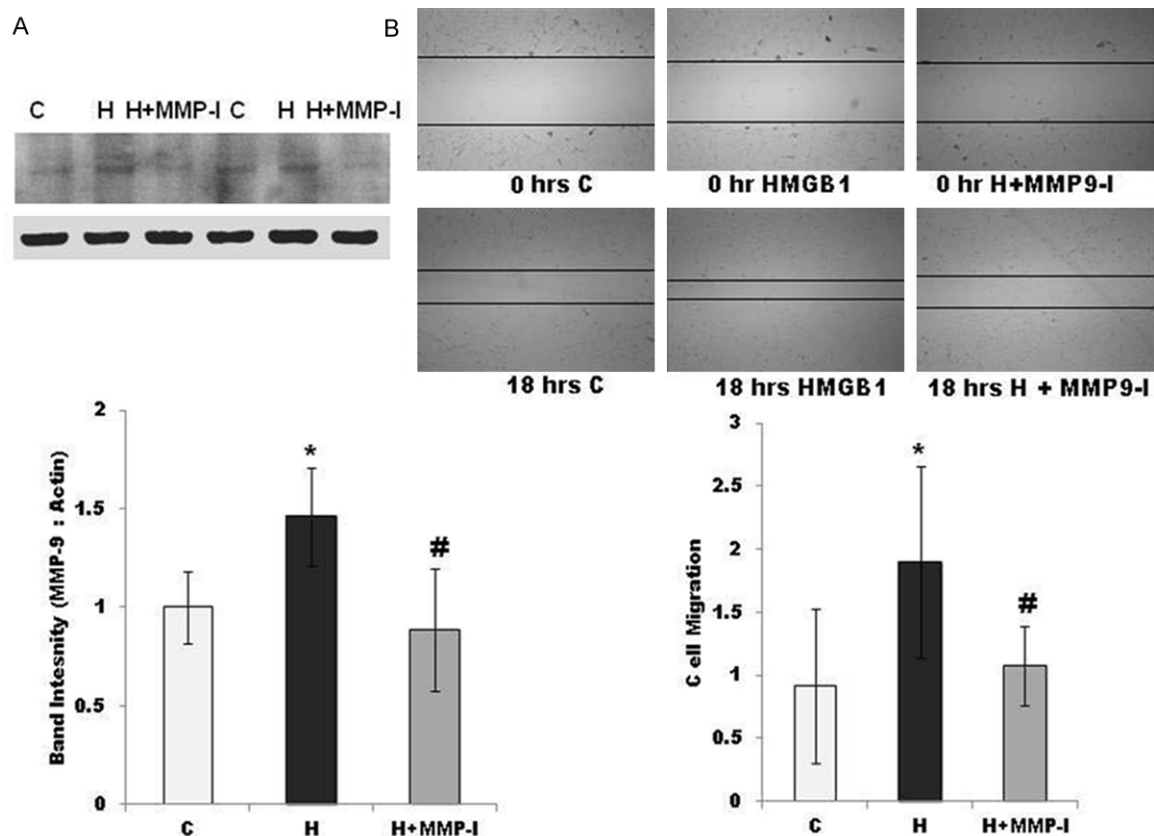 A
B
C H H+MMP-I C H H+MMP-I
0 hrs C
0 hr HMGB1
0 hr H+MMP9-I
18 hrs C
18 hrs HMGB1
18 hrs H + MMP9-I
Band Intesnity (MMP-9 : Actin)
2
1.5
1
0.5
0
*
#
C
H
H+MMP-I
C ell Migration
3
2.5
2
1.5
1
0.5
0
*
#
C
H
H+MMP-I